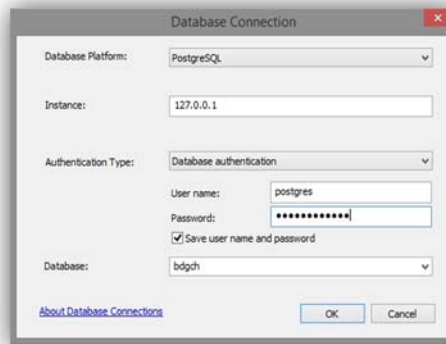 Database Connection
Database Platform: PostgreSQL
Instance: 127.0.0.1
Authentication Type: Database authentication
User name: postgres
Password: ●●●●●●●●●●●●
Save user name and password
Database: bdgch
About Database Connections OK Cancel